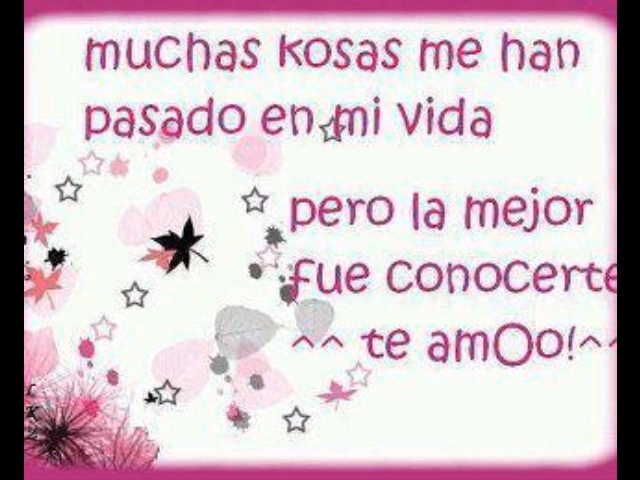 muchas kosas me han
pasado en mi vida
pero la mejor
fue conocerte
^^ te amOo!^^